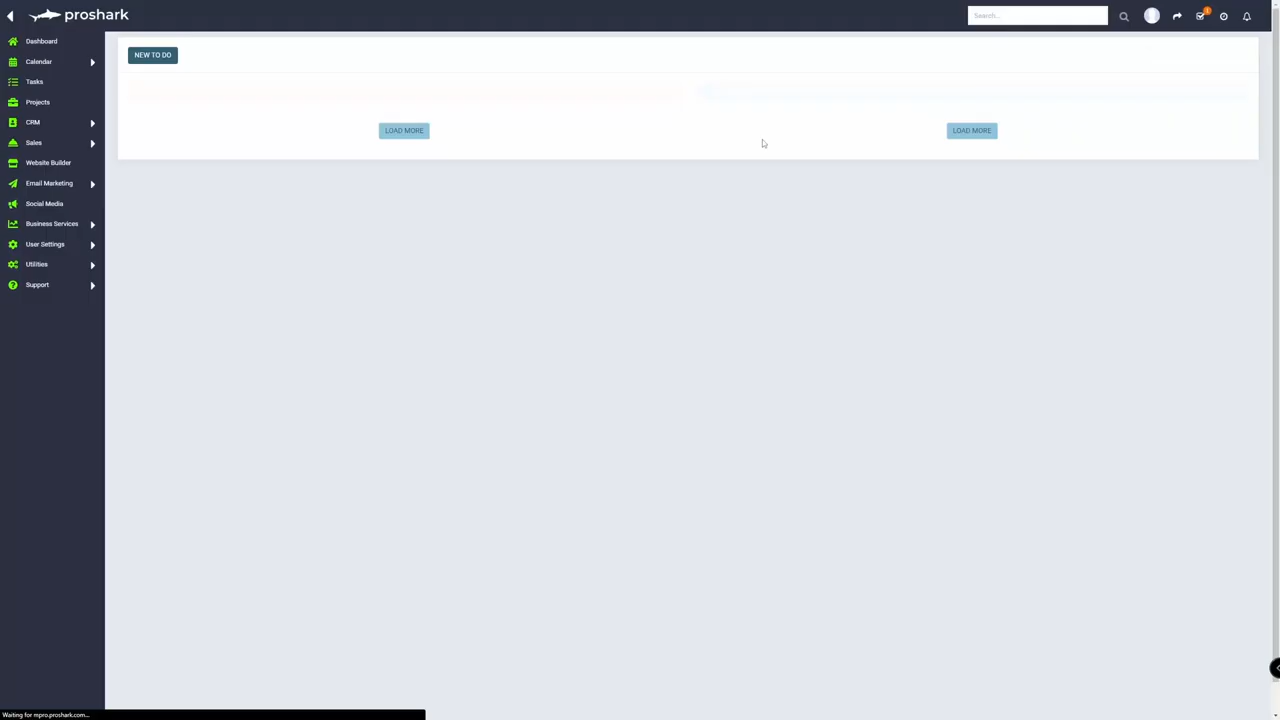 proshark
Search...
1
Dashboard
Calendar
Tasks
Projects
CRM
Sales
Website Builder
Email Marketing
Social Media
Business Services
User Settings
Utilities
Support
NEW TO DO
LOAD MORE
LOAD MORE
Waiting for mpro.proshark.com...